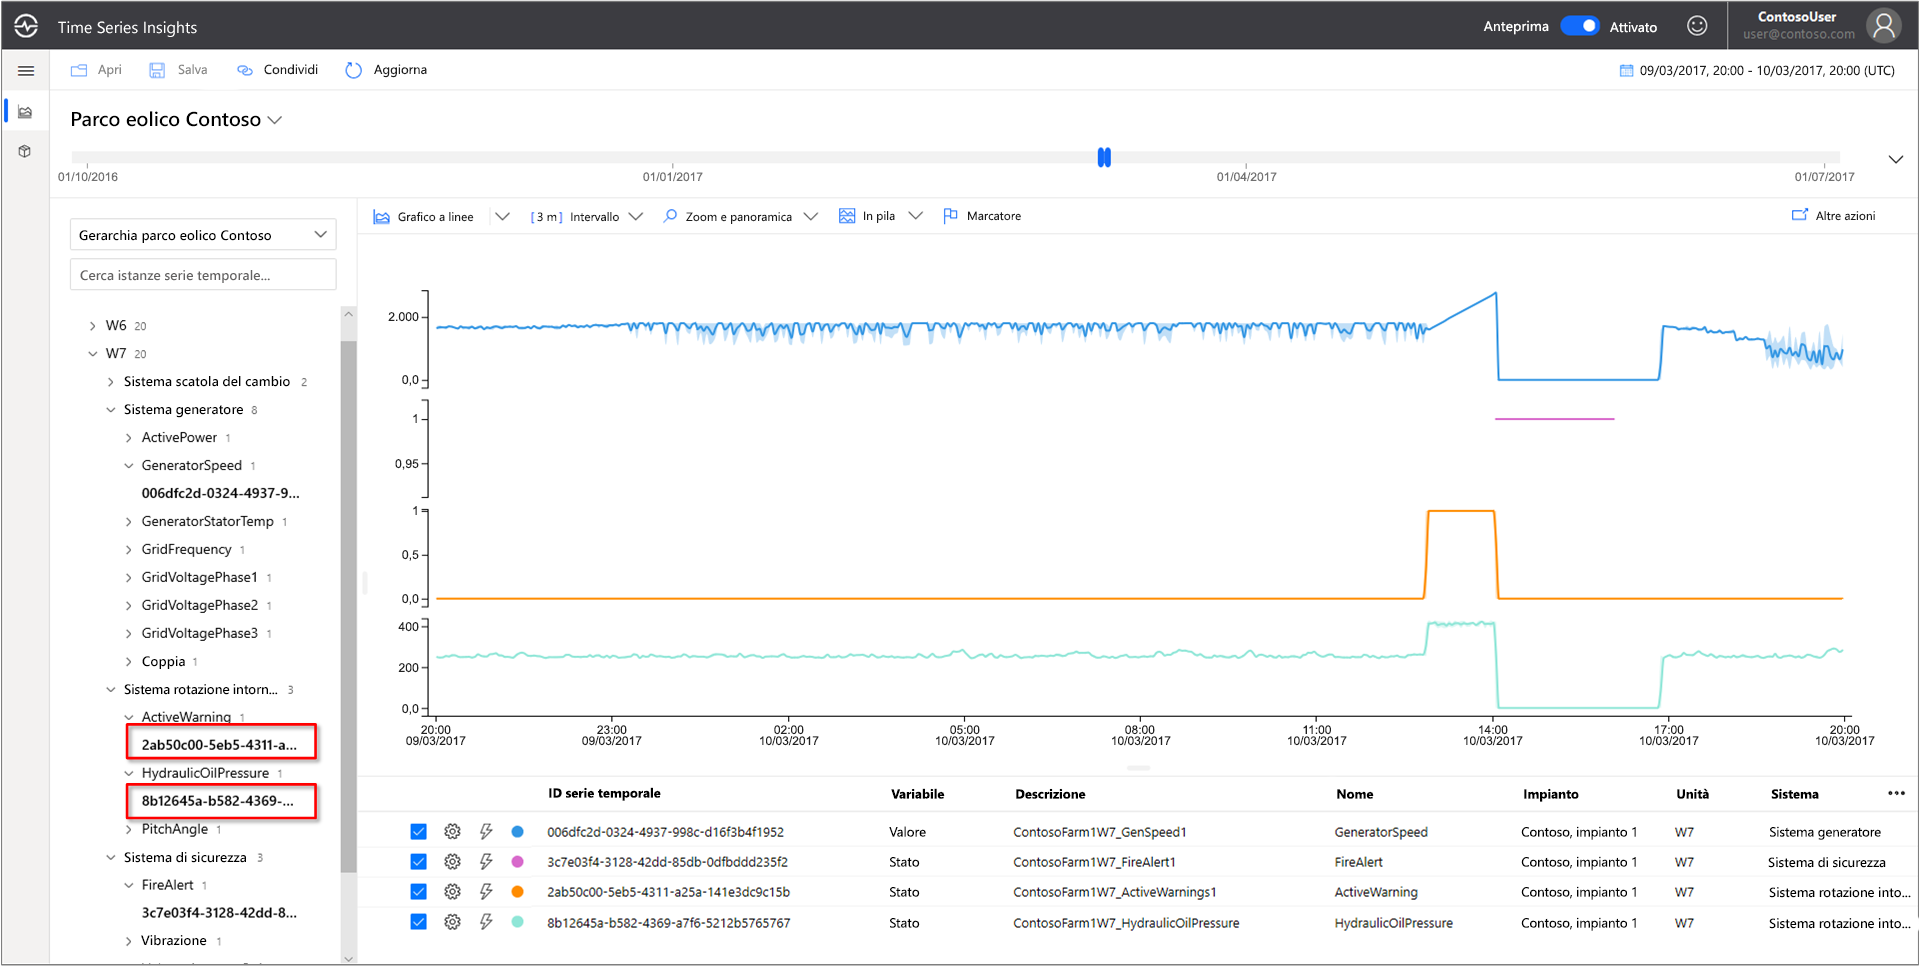 Time Series Insights
Anteprima Attivato
ContosoUser
user@contoso.com
Apri Salva Condividi Aggiorna
09/03/2017, 20:00 - 10/03/2017, 20:00 (UTC)
Parco eolico Contoso
01/10/2016 01/01/2017 01/04/2017 01/07/2017
Gerarchia parco eolico Contoso
Cerca istanze serie temporale...
W6 20
W7 20
Sistema scatola del cambio 2
Sistema generatore 8
ActivePower 1
GeneratorSpeed 1
006dfc2d-0324-4937-9...
GeneratorStatorTemp 1
GridFrequency 1
GridVoltagePhase1 1
GridVoltagePhase2 1
GridVoltagePhase3 1
Coppia 1
Sistema rotazione intorn... 3
ActiveWarning 1
2ab50c00-5eb5-4311-a...
HydraulicOilPressure 1
8b12645a-b582-4369-...
PitchAngle 1
Sistema di sicurezza 3
FireAlert 1
3c7e03f4-3128-42dd-8...
Vibrazione 1
Grafico a linee [3 m] Intervallo Zoom e panoramica In pila Marcatore Altre azioni
2.000
0,0
1
0,95
1
0,5
0,0
400
200
0,0
20:00 23:00 02:00 05:00 08:00 11:00 14:00 17:00 20:00
09/03/2017 09/03/2017 10/03/2017 10/03/2017 10/03/2017 10/03/2017 10/03/2017 10/03/2017 10/03/2017
ID serie temporale Variabile Descrizione Nome Impianto Unità Sistema ...
006dfc2d-0324-4937-998c-d16f3b4f1952 Valore ContosoFarm1W7_GenSpeed1 GeneratorSpeed Contoso, impianto 1 W7 Sistema generatore
3c7e03f4-3128-42dd-85db-0dfbddd235f2 Stato ContosoFarm1W7_FireAlert1 FireAlert Contoso, impianto 1 W7 Sistema di sicurezza
2ab50c00-5eb5-4311-a25a-141e3dc9c15b Stato ContosoFarm1W7_ActiveWarnings1 ActiveWarning Contoso, impianto 1 W7 Sistema rotazione into...
8b12645a-b582-4369-a7f6-5212b5765767 Stato ContosoFarm1W7_HydraulicOilPressure HydraulicOilPressure Contoso, impianto 1 W7 Sistema rotazione into...